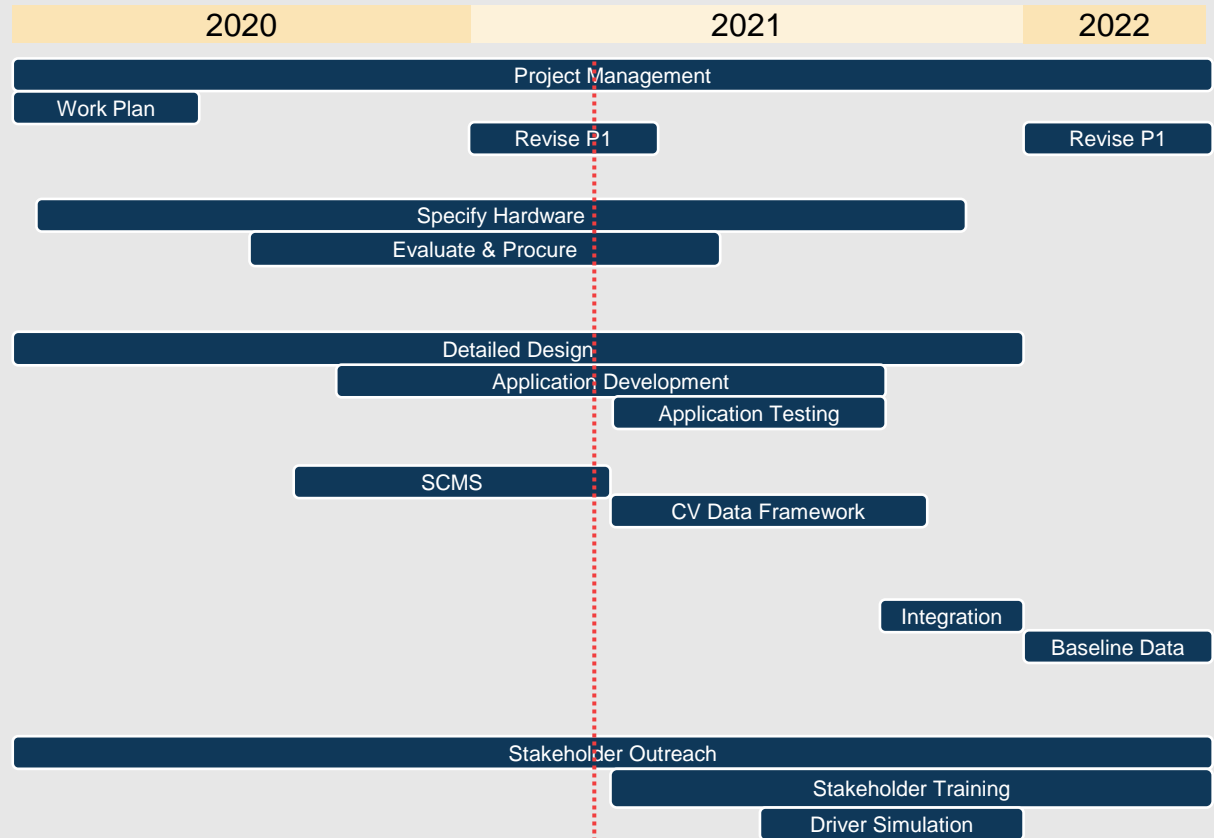 2020 2021 2022
Project Management
Work Plan
Revise P1 Revise P1
Specify Hardware
Evaluate & Procure
Detailed Design
Application Development
Application Testing
SCMS
CV Data Framework
Integration
Baseline Data
Stakeholder Outreach
Stakeholder Training
Driver Simulation